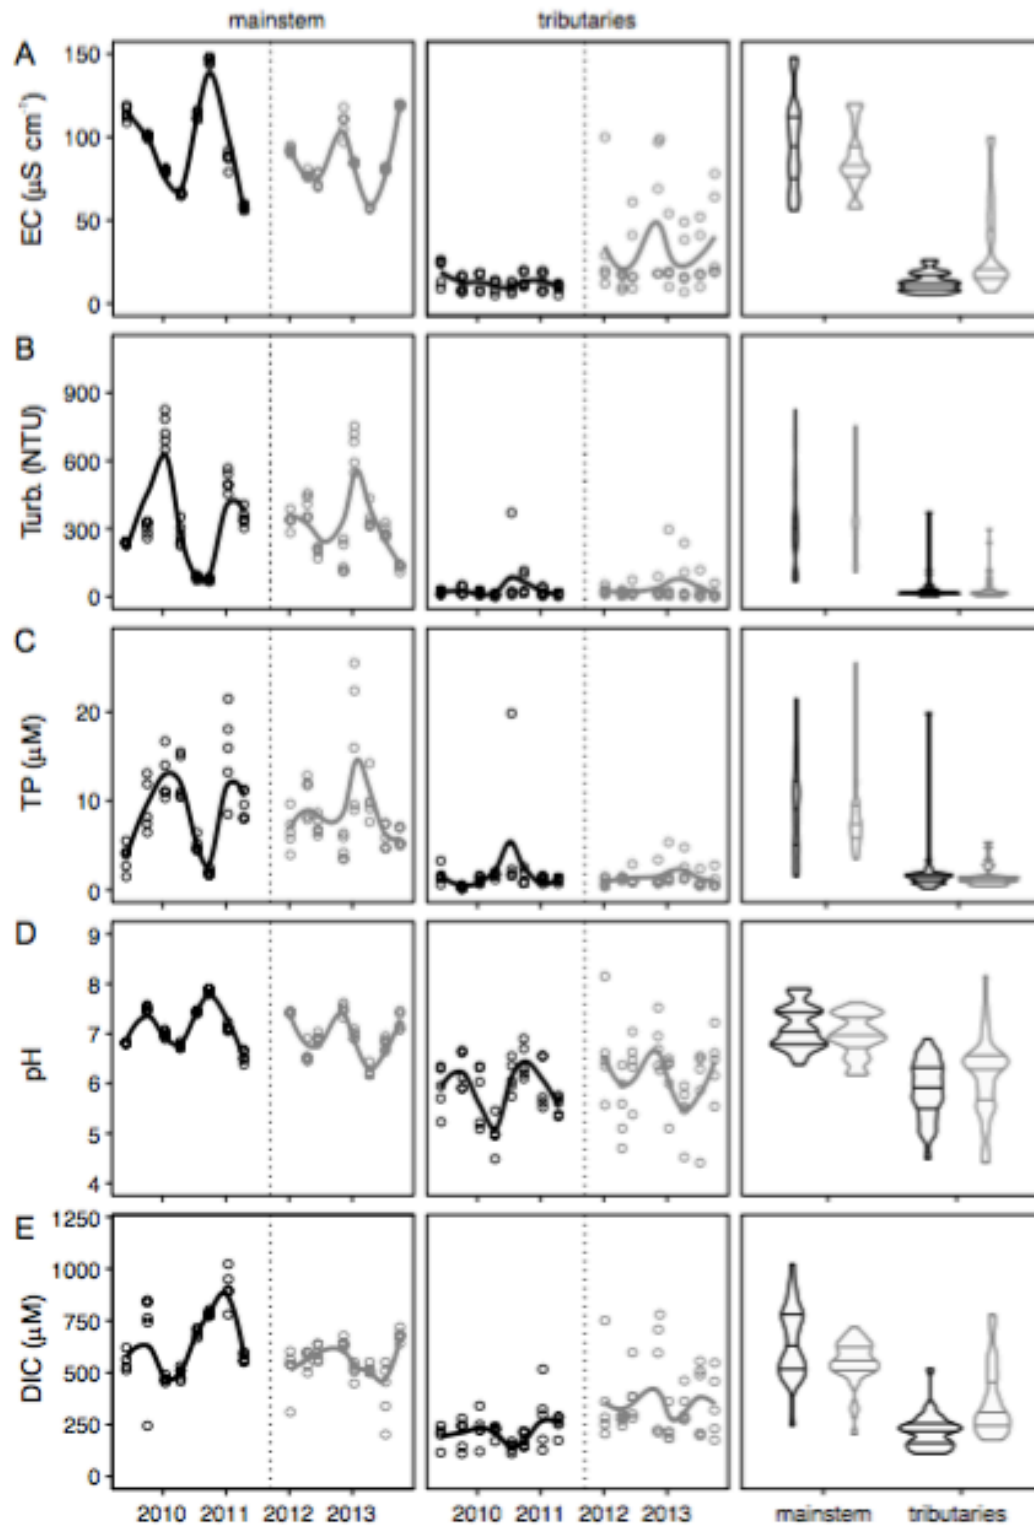 mainstem tributaries
A
EC (μS cm⁻¹)
150
100
50
0
B
Turb. (NTU)
900
600
300
0
C
TP (μM)
20
10
0
D
pH
9
8
7
6
5
4
E
DIC (μM)
1250
1000
750
500
250
0
2010 2011 2012 2013 2010 2011 2012 2013 mainstem tributaries